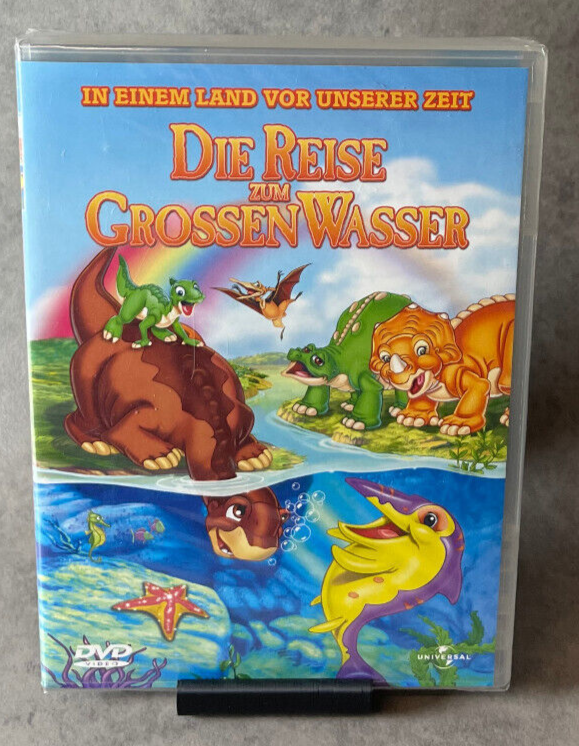 IN EINEM LAND VOR UNSERER ZEIT
DIE REISE
ZUM
GROSSEN WASSER
DVD
VIDEO
UNIVERSAL